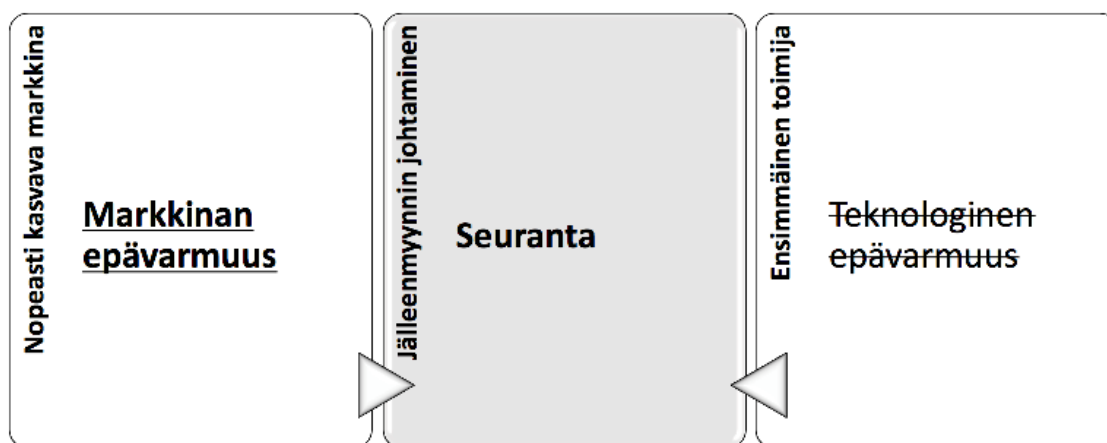 Nopeasti kasvava markkina
Markkinan
epävarmuus
Jälleenmyynnin johtaminen
Seuranta
Ensimmäinen toimija
Teknologinen
epävarmuus